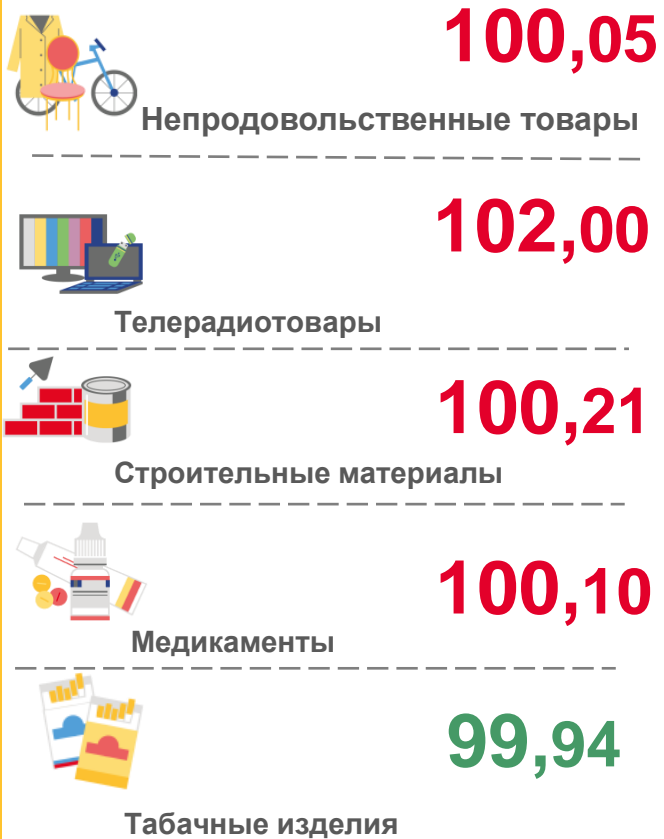 100,05
Непродовольственные товары
102,00
Телерадиотовары
100,21
Строительные материалы
100,10
Медикаменты
99,94
Табачные изделия